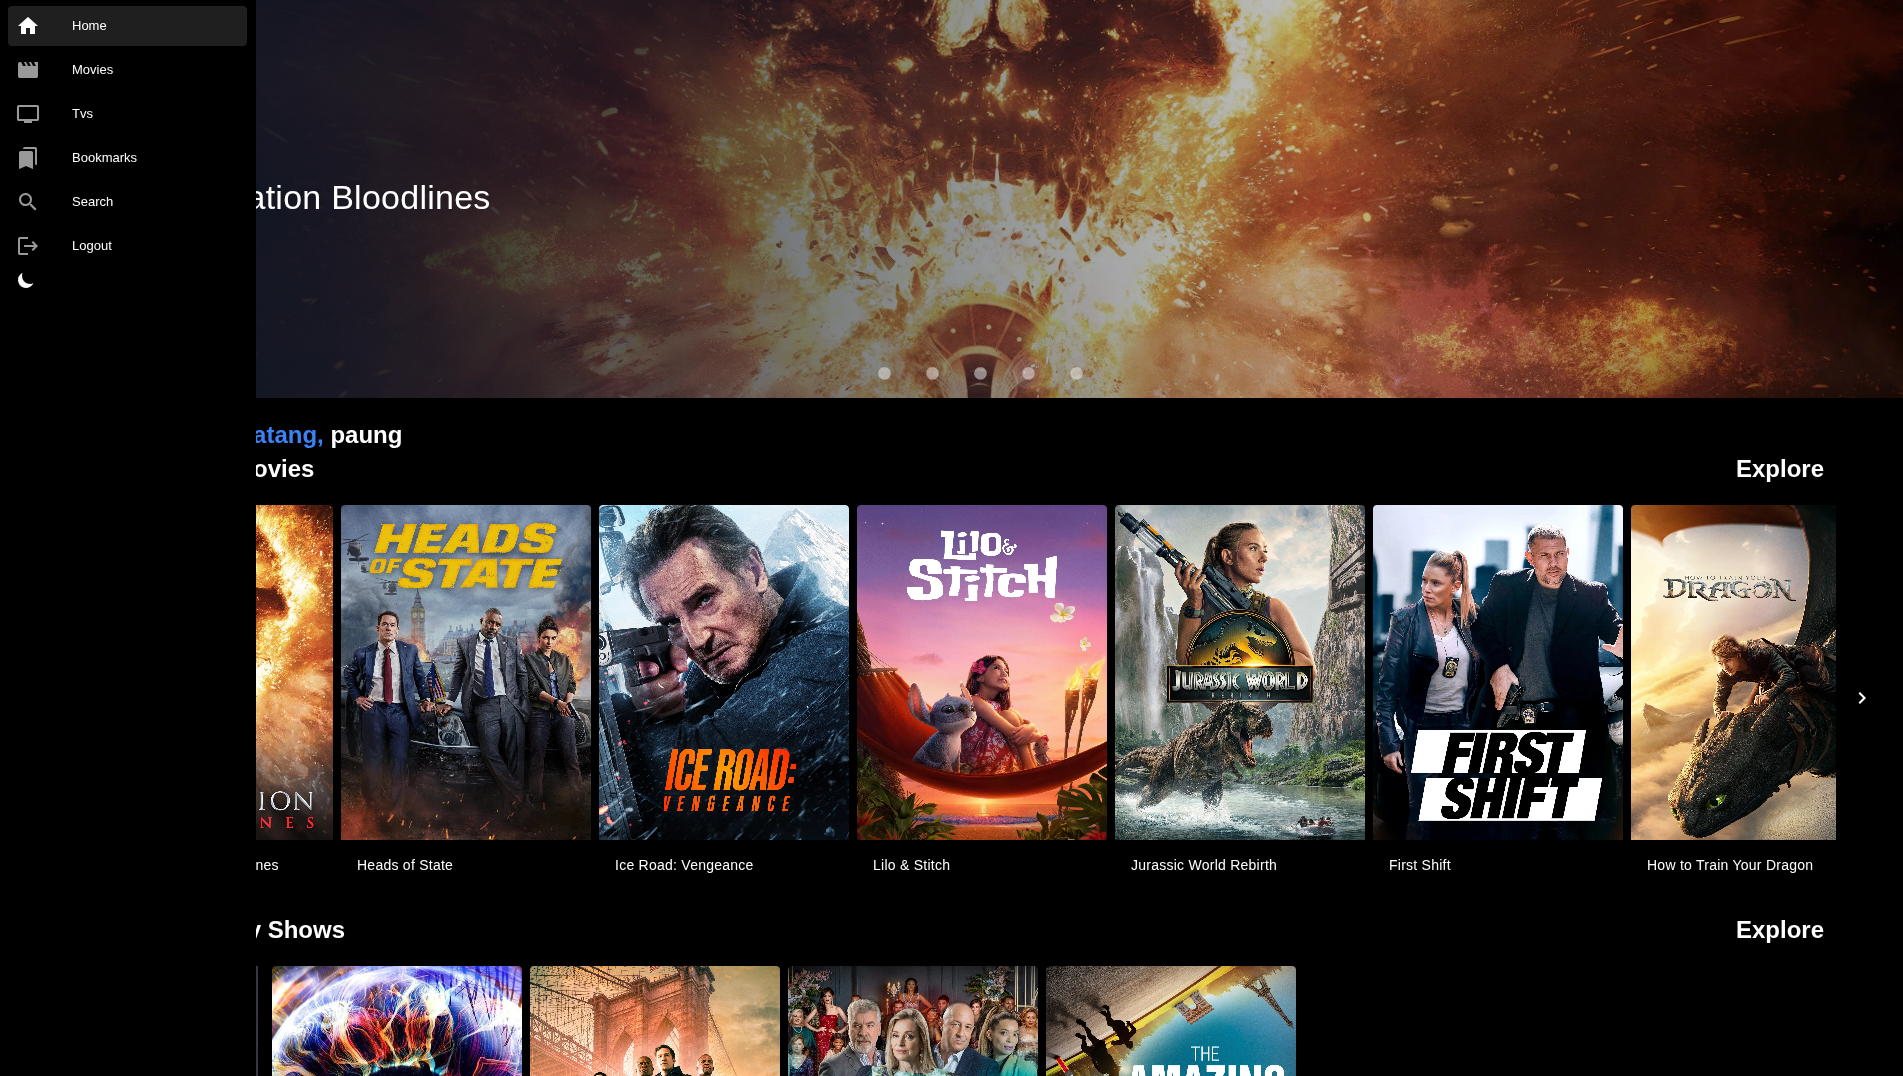 Home
Movies
Tvs
Bookmarks
Search
Logout
ation Bloodlines
atang, paung
ovies
Explore
HEADS
OF STATE
ICE ROAD:
VENGEANCE
Lilo &
Stitch
JURASSIC WORLD
REBIRTH
FIRST
SHIFT
HOW TO TRAIN YOUR
DRAGON
ION
NES
nes
Heads of State
Ice Road: Vengeance
Lilo & Stitch
Jurassic World Rebirth
First Shift
How to Train Your Dragon
y Shows
Explore
THE
AMAZING